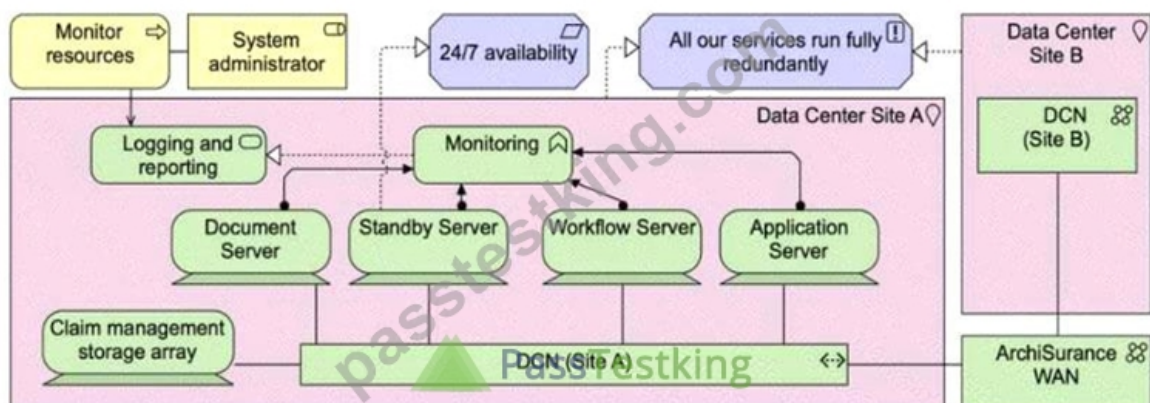 Monitor
resources
System
administrator
24/7 availability
All our services run fully
redundantly
Data Center
Site B
Data Center Site A
DCN
(Site B)
Logging and
reporting
Monitoring
Document
Server
Standby Server
Workflow Server
Application
Server
Claim management
storage array
DCN (Site A)
ArchiSurance
WAN
passtestking.com
PassTestking